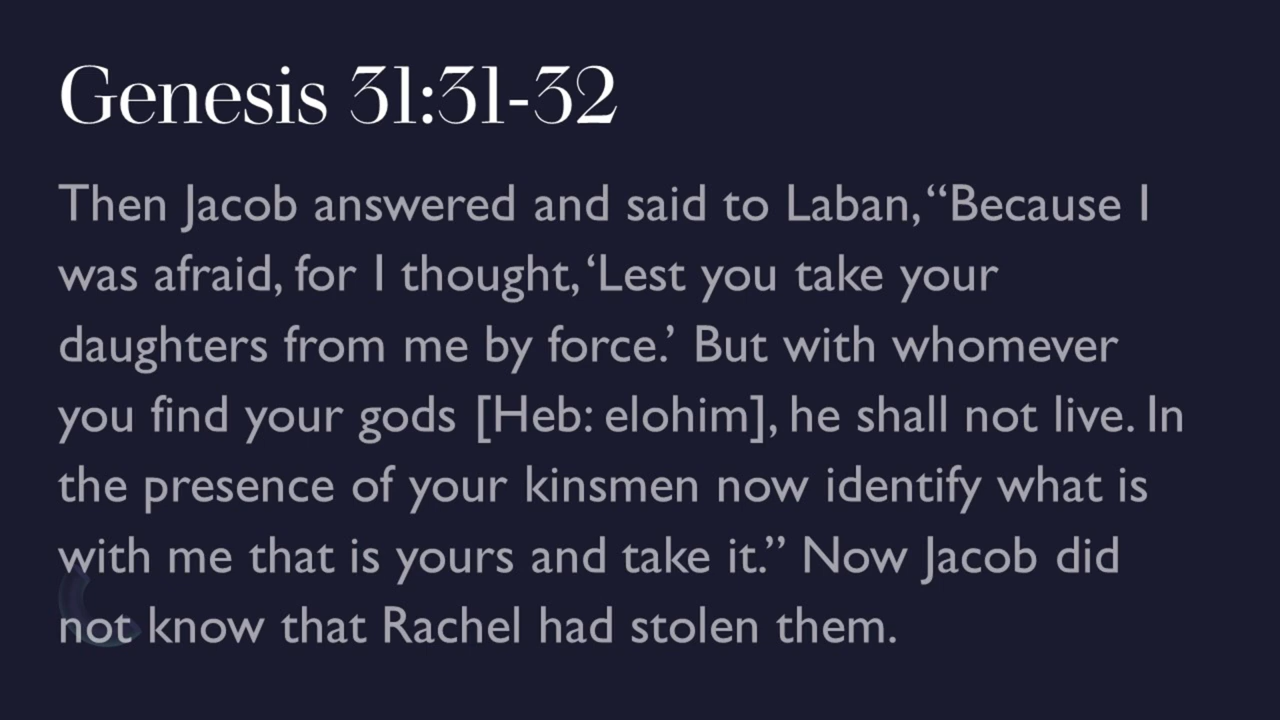 Genesis 31:31-32
Then Jacob answered and said to Laban, “Because I
was afraid, for I thought, ‘Lest you take your
daughters from me by force.’ But with whomever
you find your gods [Heb: elohim], he shall not live. In
the presence of your kinsmen now identify what is
with me that is yours and take it.” Now Jacob did
not know that Rachel had stolen them.